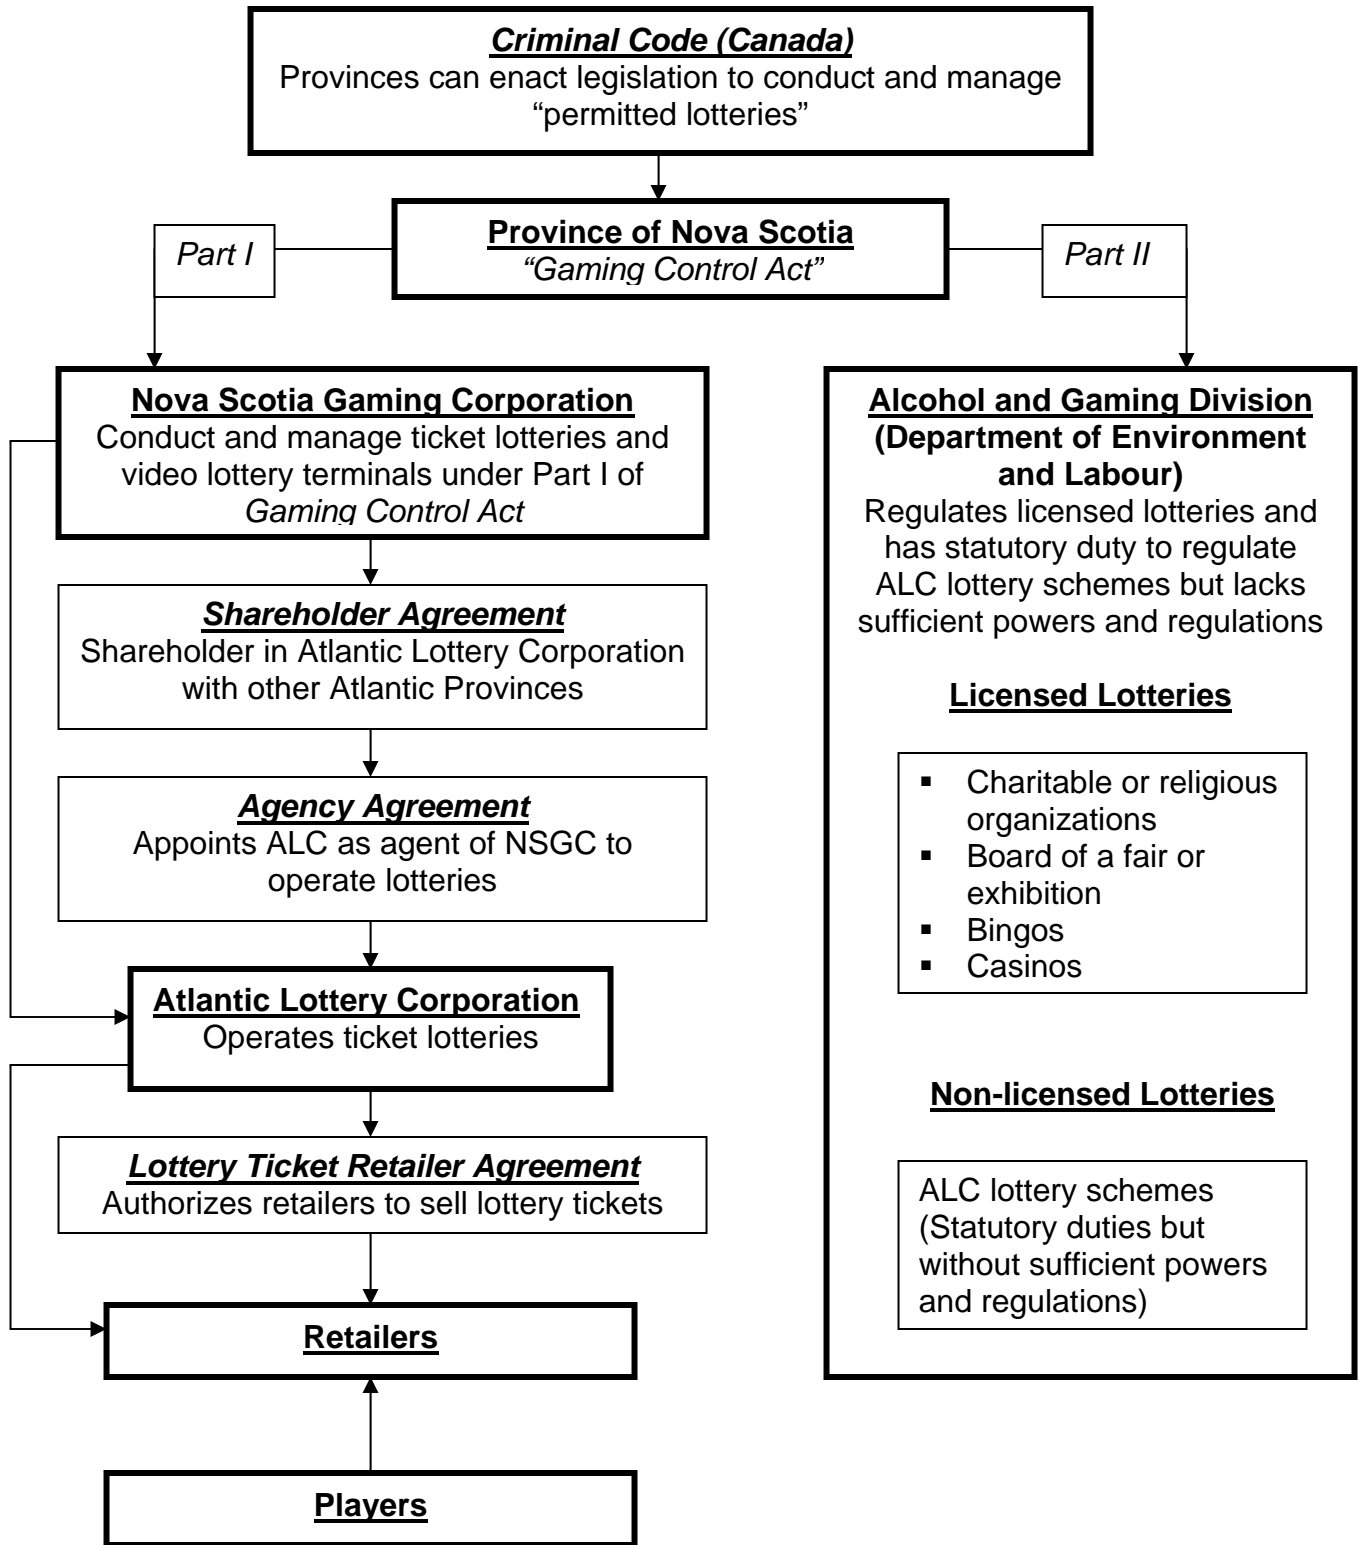 Criminal Code (Canada)
Provinces can enact legislation to conduct and manage
“permitted lotteries”
Province of Nova Scotia
“Gaming Control Act”
Part I
Part II
Nova Scotia Gaming Corporation
Conduct and manage ticket lotteries and
video lottery terminals under Part I of
Gaming Control Act
Shareholder Agreement
Shareholder in Atlantic Lottery Corporation
with other Atlantic Provinces
Agency Agreement
Appoints ALC as agent of NSGC to
operate lotteries
Atlantic Lottery Corporation
Operates ticket lotteries
Lottery Ticket Retailer Agreement
Authorizes retailers to sell lottery tickets
Retailers
Players
Alcohol and Gaming Division
(Department of Environment
and Labour)
Regulates licensed lotteries and
has statutory duty to regulate
ALC lottery schemes but lacks
sufficient powers and regulations
Licensed Lotteries
▪ Charitable or religious
organizations
▪ Board of a fair or
exhibition
▪ Bingos
▪ Casinos
Non-licensed Lotteries
ALC lottery schemes
(Statutory duties but
without sufficient powers
and regulations)